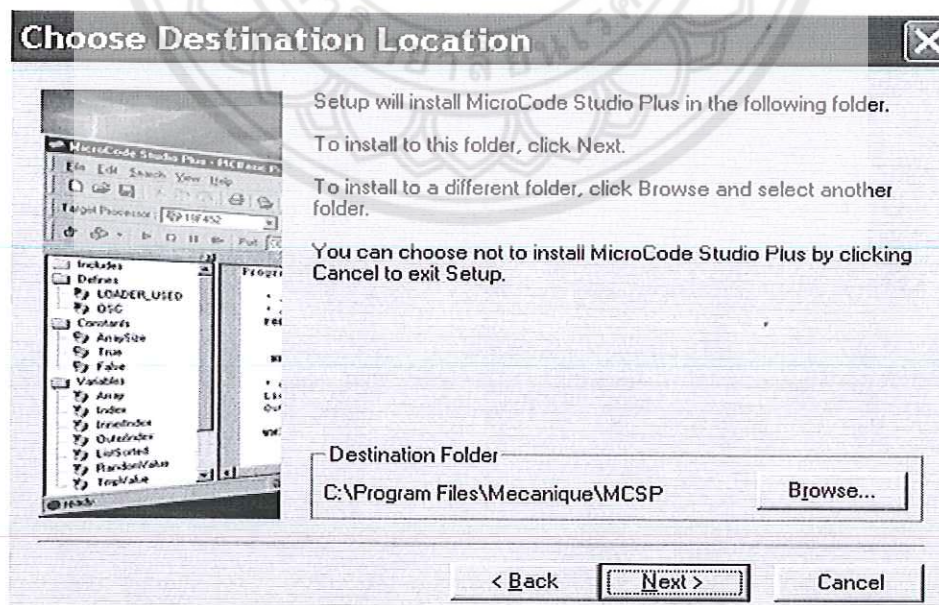 Choose Destination Location
Setup will install MicroCode Studio Plus in the following folder.
To install to this folder, click Next.
To install to a different folder, click Browse and select another
folder.
You can choose not to install MicroCode Studio Plus by clicking
Cancel to exit Setup.
MicroCode Studio Plus -
File Edit Search View Help
Target Processor: 18F452
Includes
Defines
LOADER_USED
OSC
Constants
ArraySize
True
False
Variables
Array
Index
InnerIndex
OuterIndex
ListSorted
RandomValue
TempValue
ready
Destination Folder
C:\Program Files\Mecanique\MCSP
Browse...
< Back
Next >
Cancel